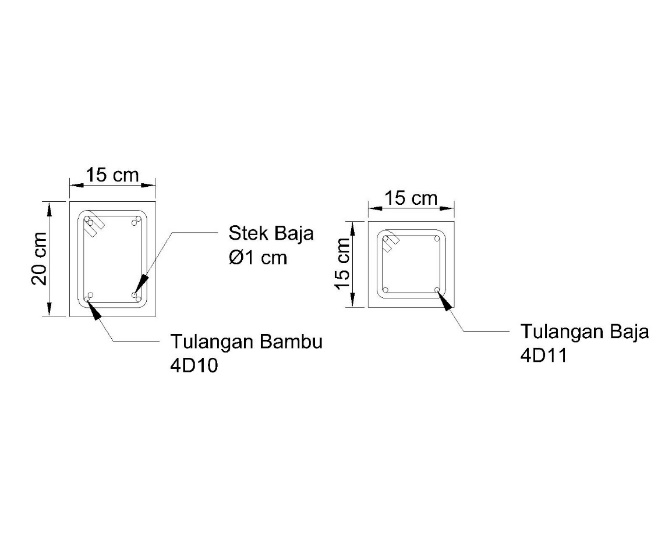 15 cm
20 cm
Stek Baja
Ø1 cm
Tulangan Bambu
4D10
15 cm
15 cm
Tulangan Baja
4D11